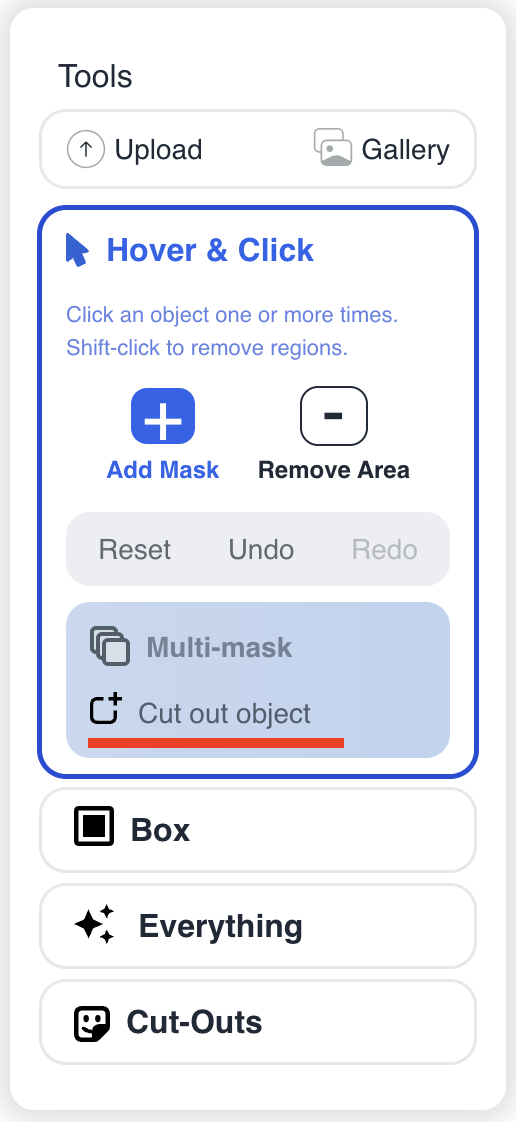 Tools
Upload Gallery
Hover & Click
Click an object one or more times.
Shift-click to remove regions.
Add Mask Remove Area
Reset Undo Redo
Multi-mask
Cut out object
Box
Everything
Cut-Outs